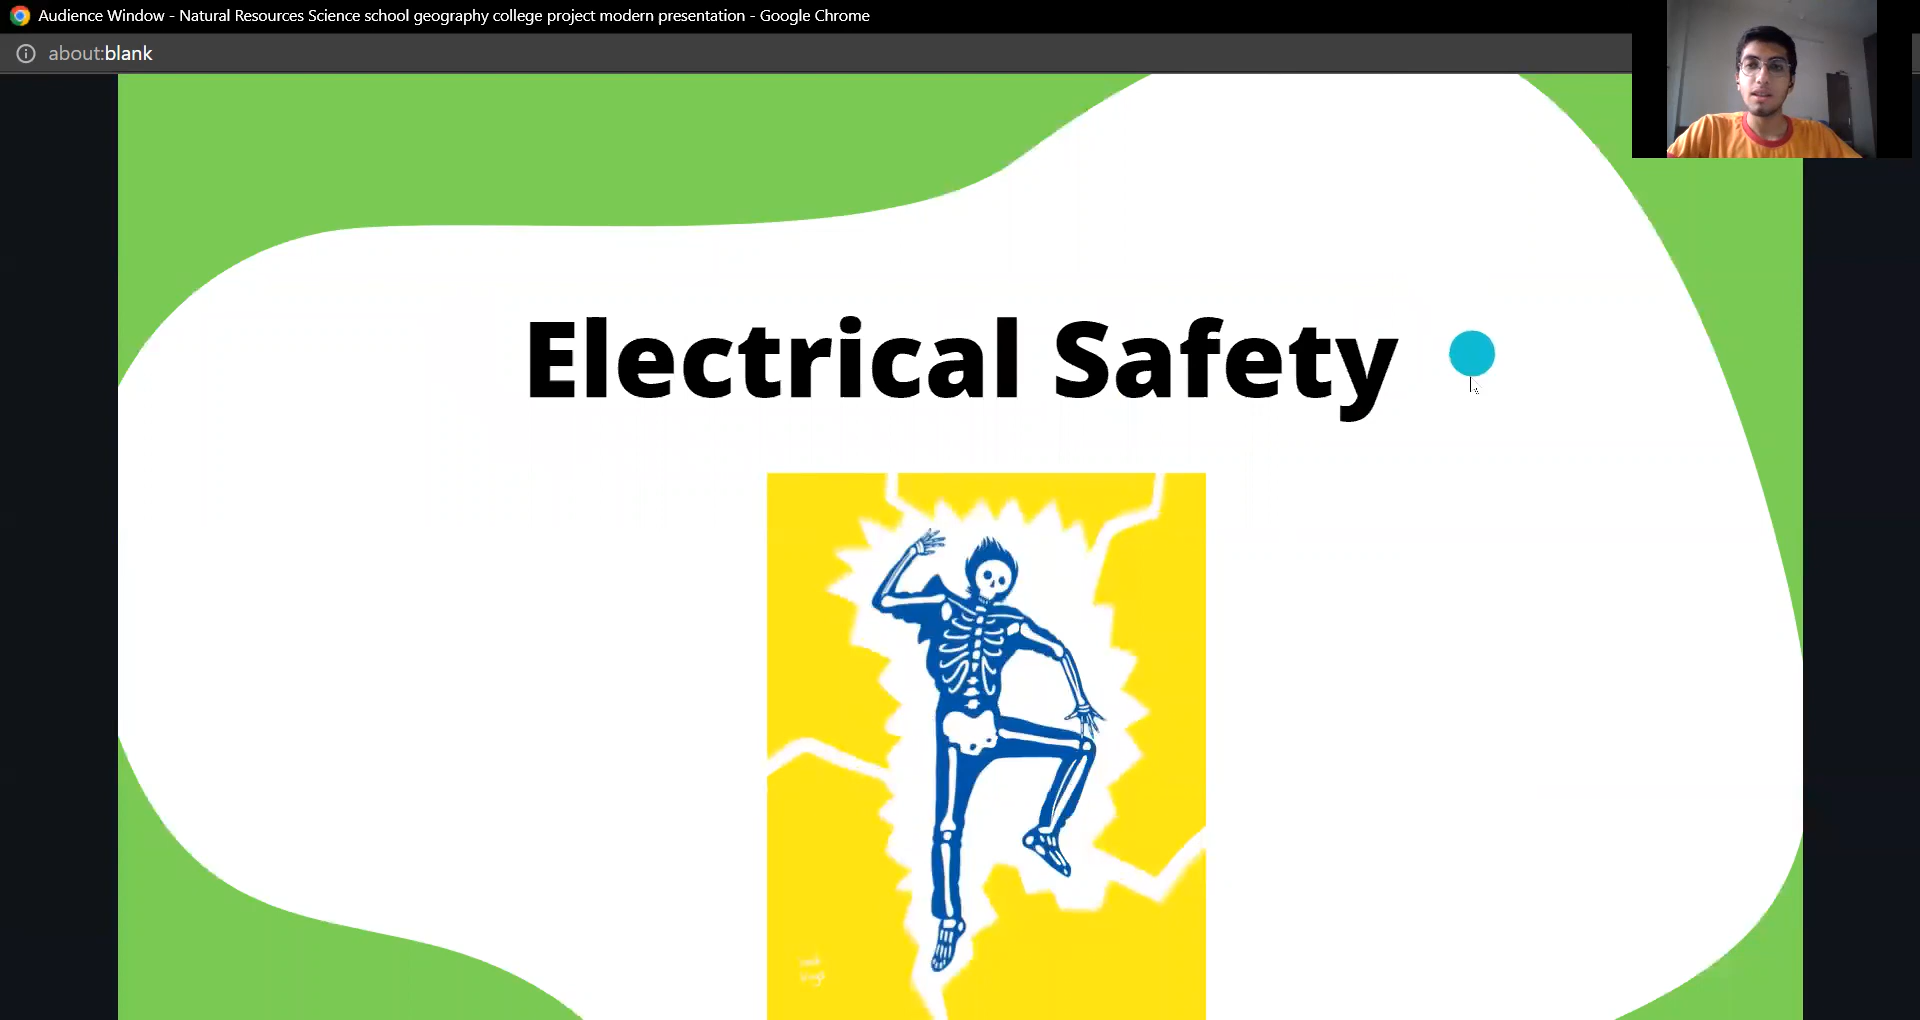 Audience Window - Natural Resources Science school geography college project modern presentation - Google Chrome
about:blank
Electrical Safety